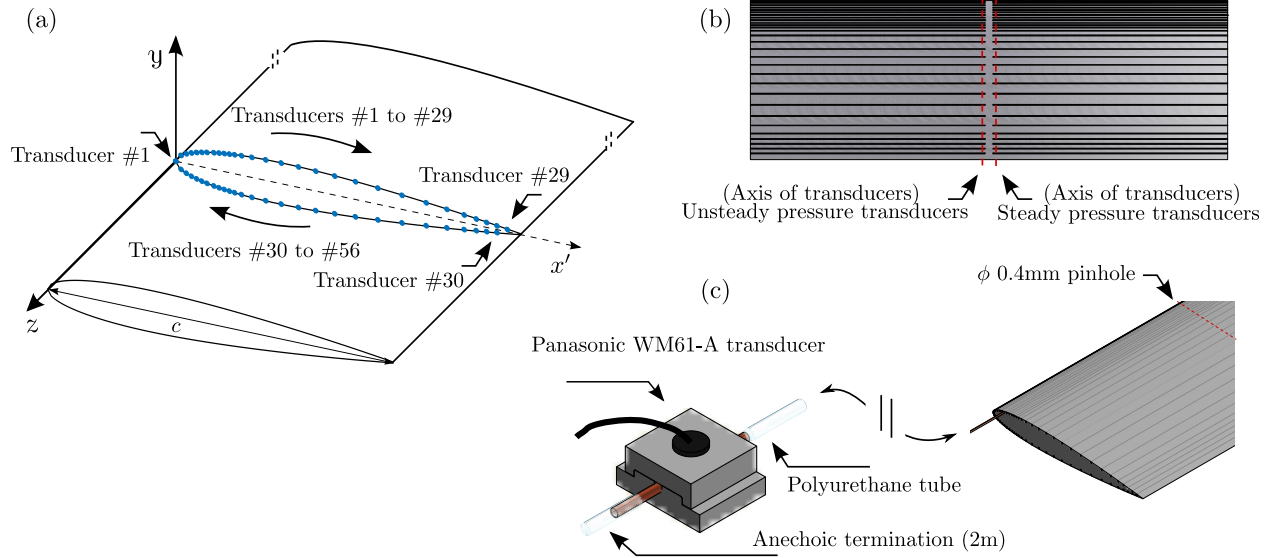 (a)
y
Transducers #1 to #29
Transducer #1
Transducer #29
Transducers #30 to #56
Transducer #30
x'
z
c
(b)
(Axis of transducers)
Unsteady pressure transducers
(Axis of transducers)
Steady pressure transducers
(c)
ϕ 0.4mm pinhole
Panasonic WM61-A transducer
Polyurethane tube
Anechoic termination (2m)